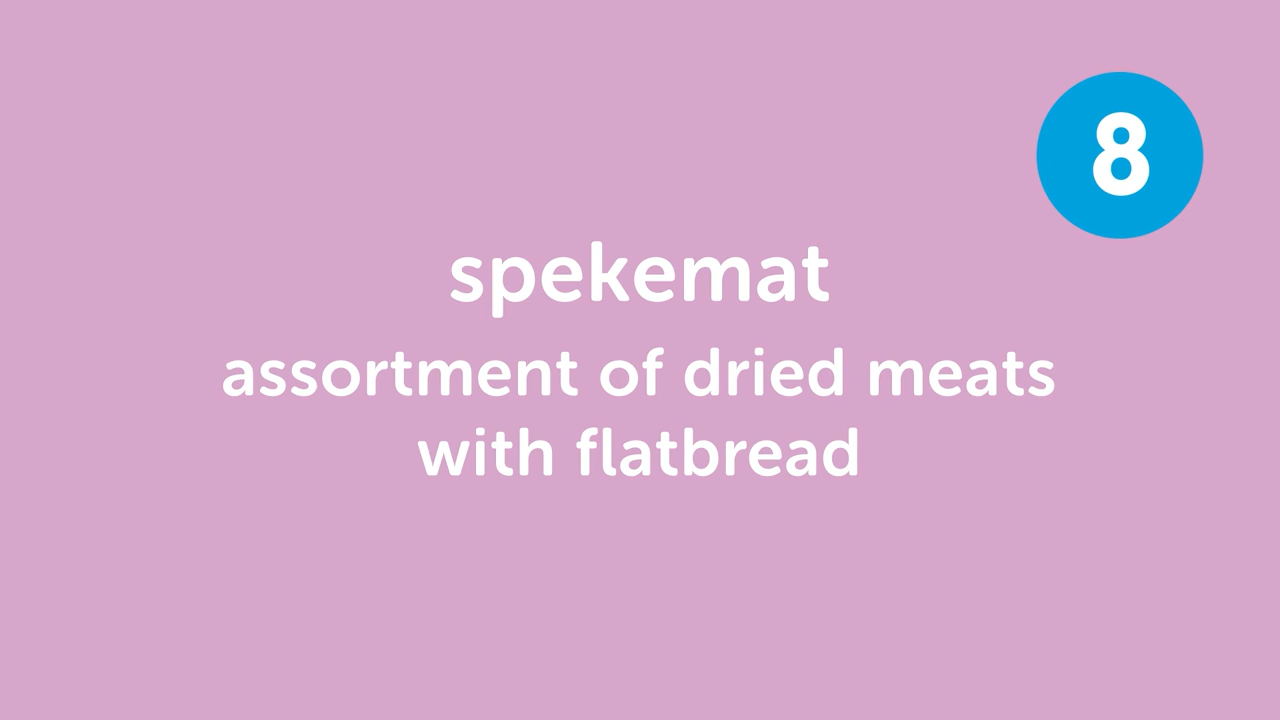 8
spekemat
assortment of dried meats
with flatbread